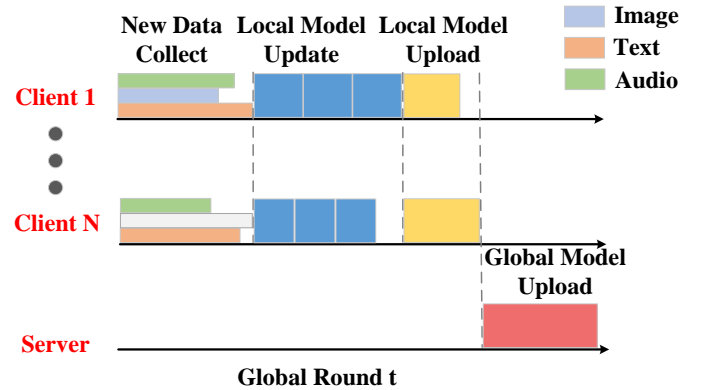 New Data Collect
Local Model Update
Local Model Upload
Image
Text
Audio
Client 1
Client N
Global Model Upload
Server
Global Round t